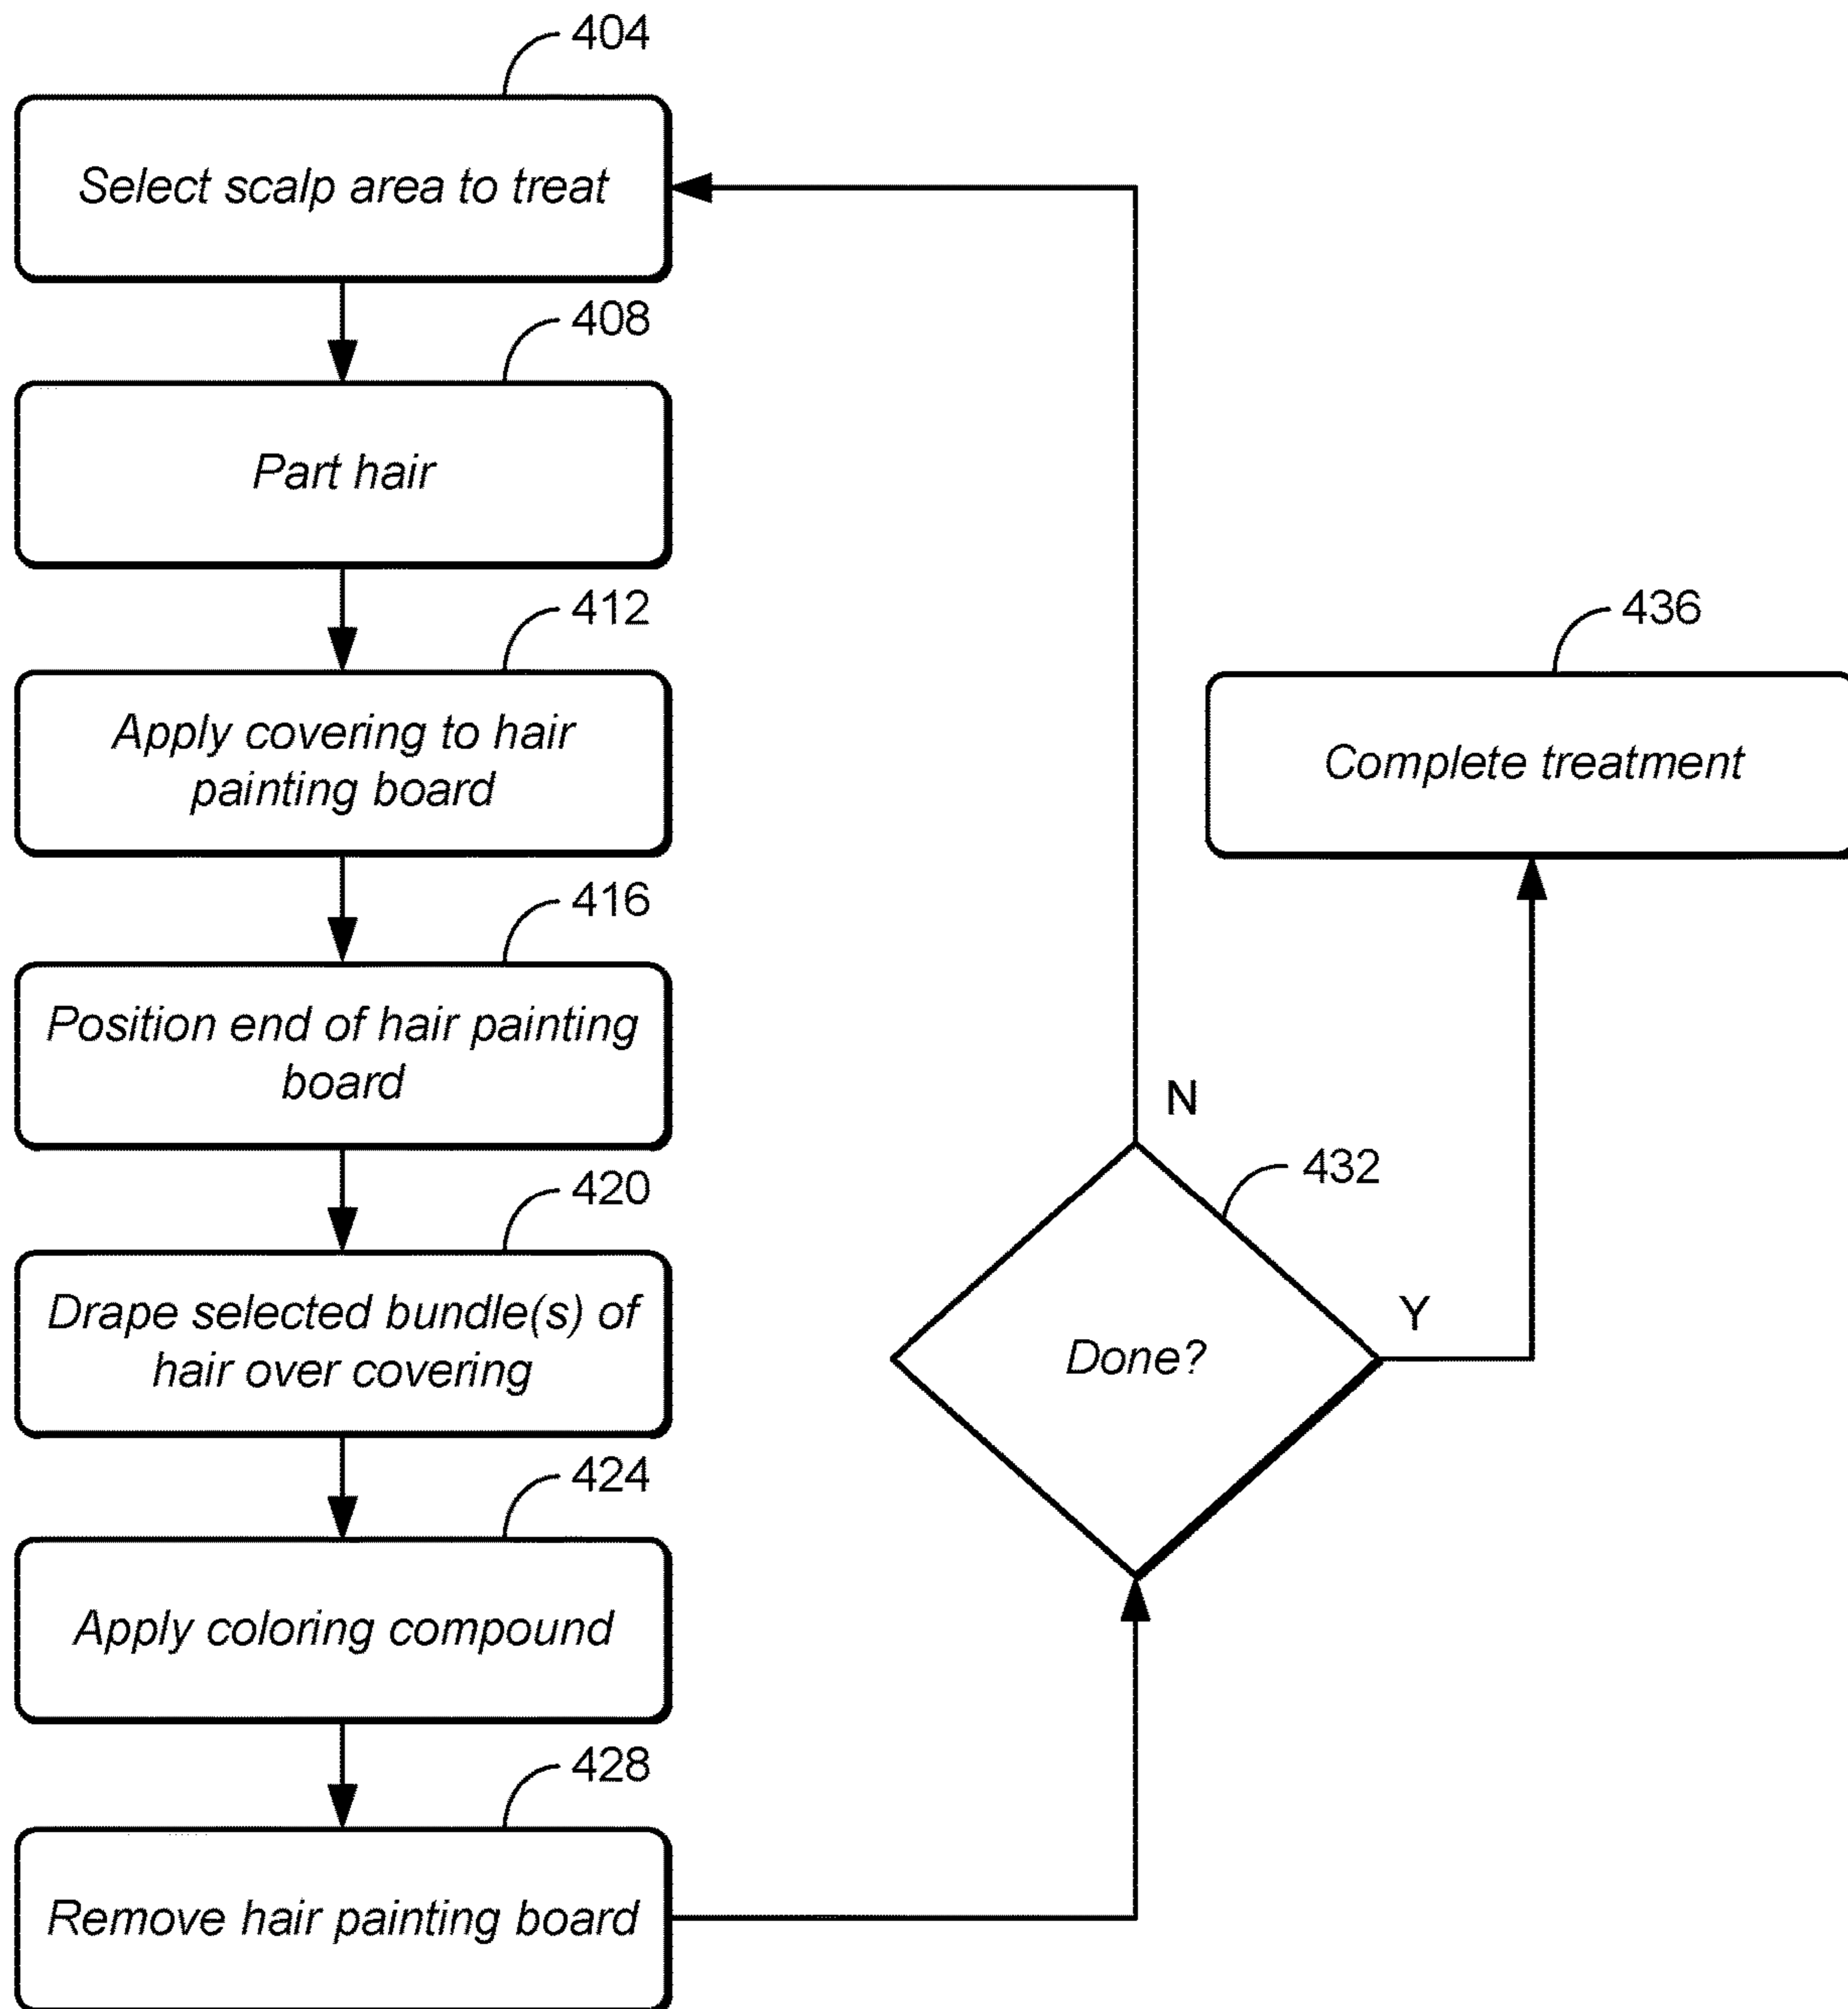 404
Select scalp area to treat
408
Part hair
412
Apply covering to hair
painting board
416
Position end of hair painting
board
420
Drape selected bundle(s) of
hair over covering
424
Apply coloring compound
428
Remove hair painting board
N
432
Done?
Y
436
Complete treatment